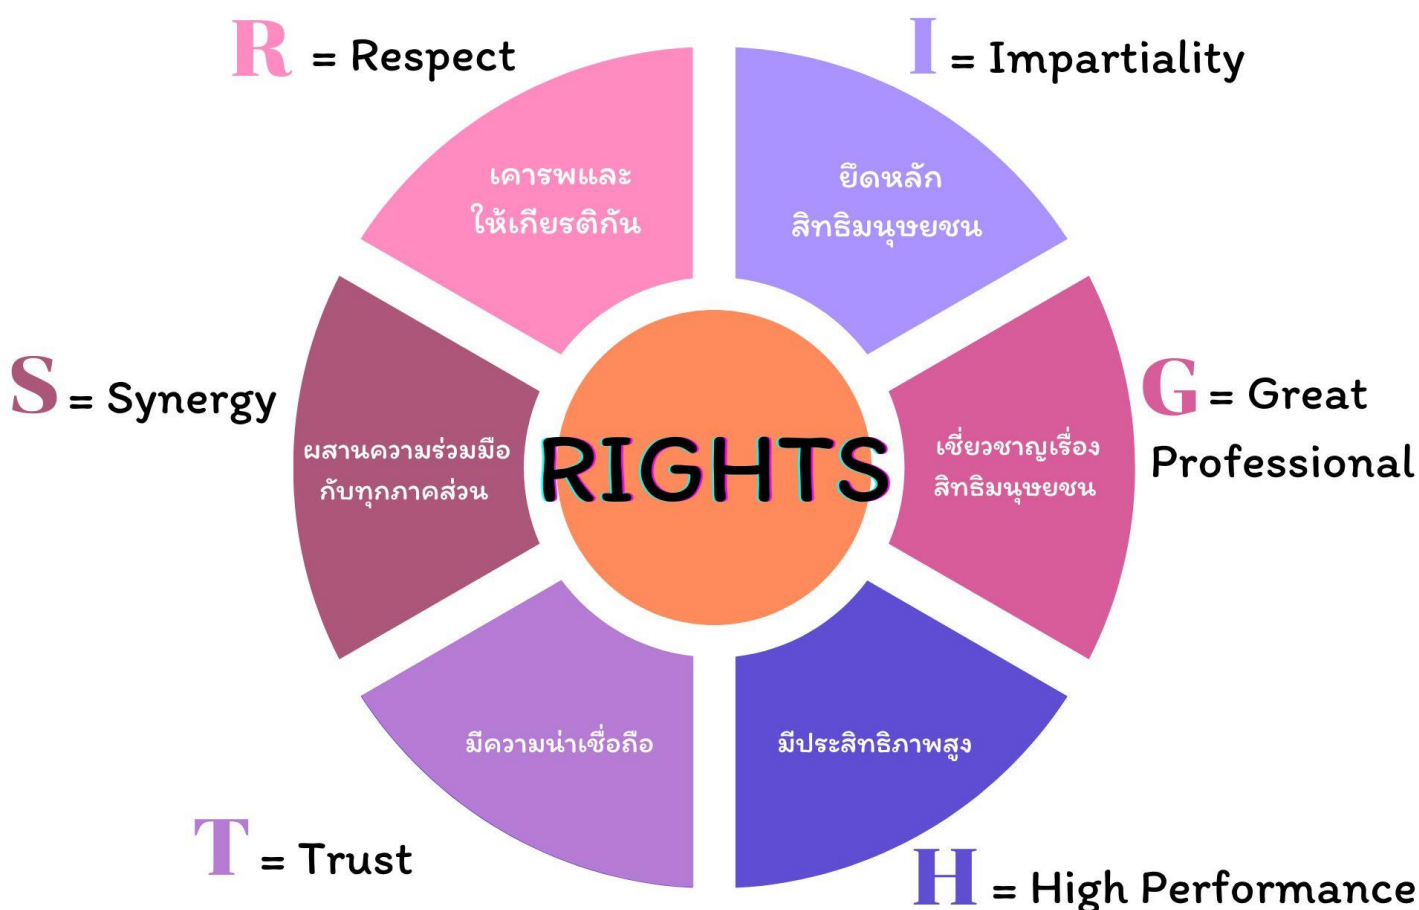 R = Respect
เคารพและ
ให้เกียรติกัน
I = Impartiality
ยึดหลัก
สิทธิมนุษยชน
G = Great
Professional
เชี่ยวชาญเรื่อง
สิทธิมนุษยชน
H = High Performance
มีประสิทธิภาพสูง
T = Trust
มีความน่าเชื่อถือ
S = Synergy
ผสานความร่วมมือ
กับทุกภาคส่วน
RIGHTS